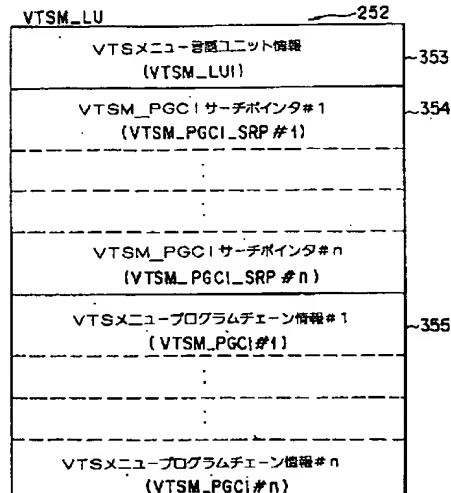 VTSM_LU
252
VTSメニュー言語ユニット情報
(VTSM_LUI)
353
VTSM_PGCIサーチポインタ#1
(VTSM_PGCI_SRP #1)
354
VTSM_PGCIサーチポインタ#n
(VTSM_PGCI_SRP #n)
VTSメニュープログラムチェーン情報#1
(VTSM_PGCI#1)
355
VTSメニュープログラムチェーン情報#n
(VTSM_PGCI#n)